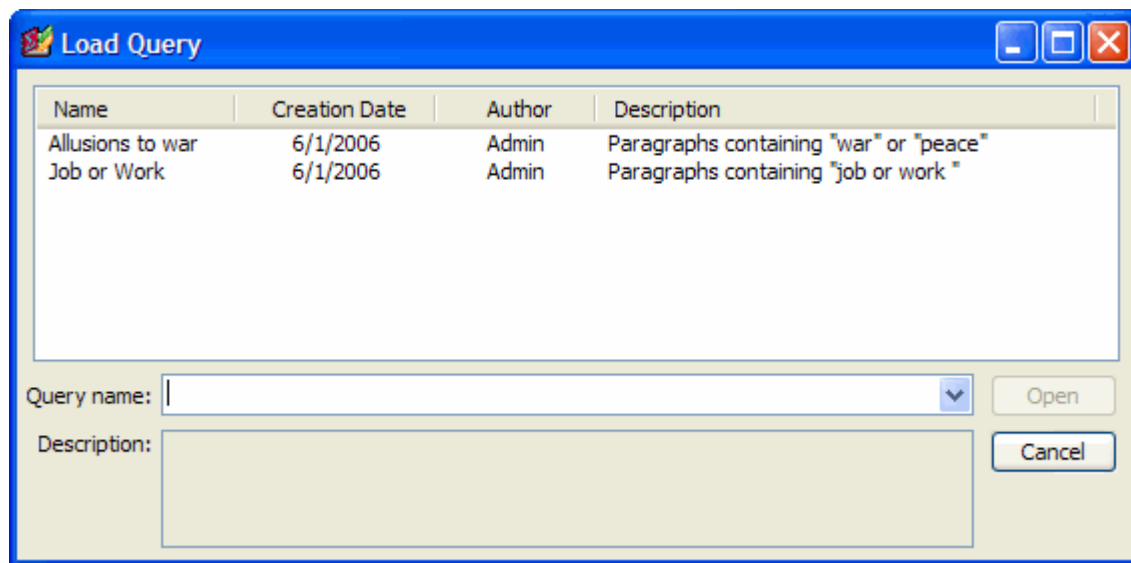 Load Query
Name Creation Date Author Description
Allusions to war 6/1/2006 Admin Paragraphs containing "war" or "peace"
Job or Work 6/1/2006 Admin Paragraphs containing "job or work "
Query name: Open
Description: Cancel